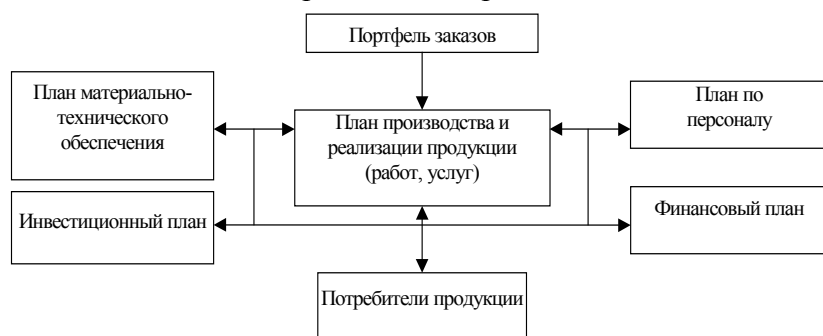 Портфель заказов
План материально-
технического
обеспечения
План производства и
реализации продукции
(работ, услуг)
План по
персоналу
Инвестиционный план
Финансовый план
Потребители продукции